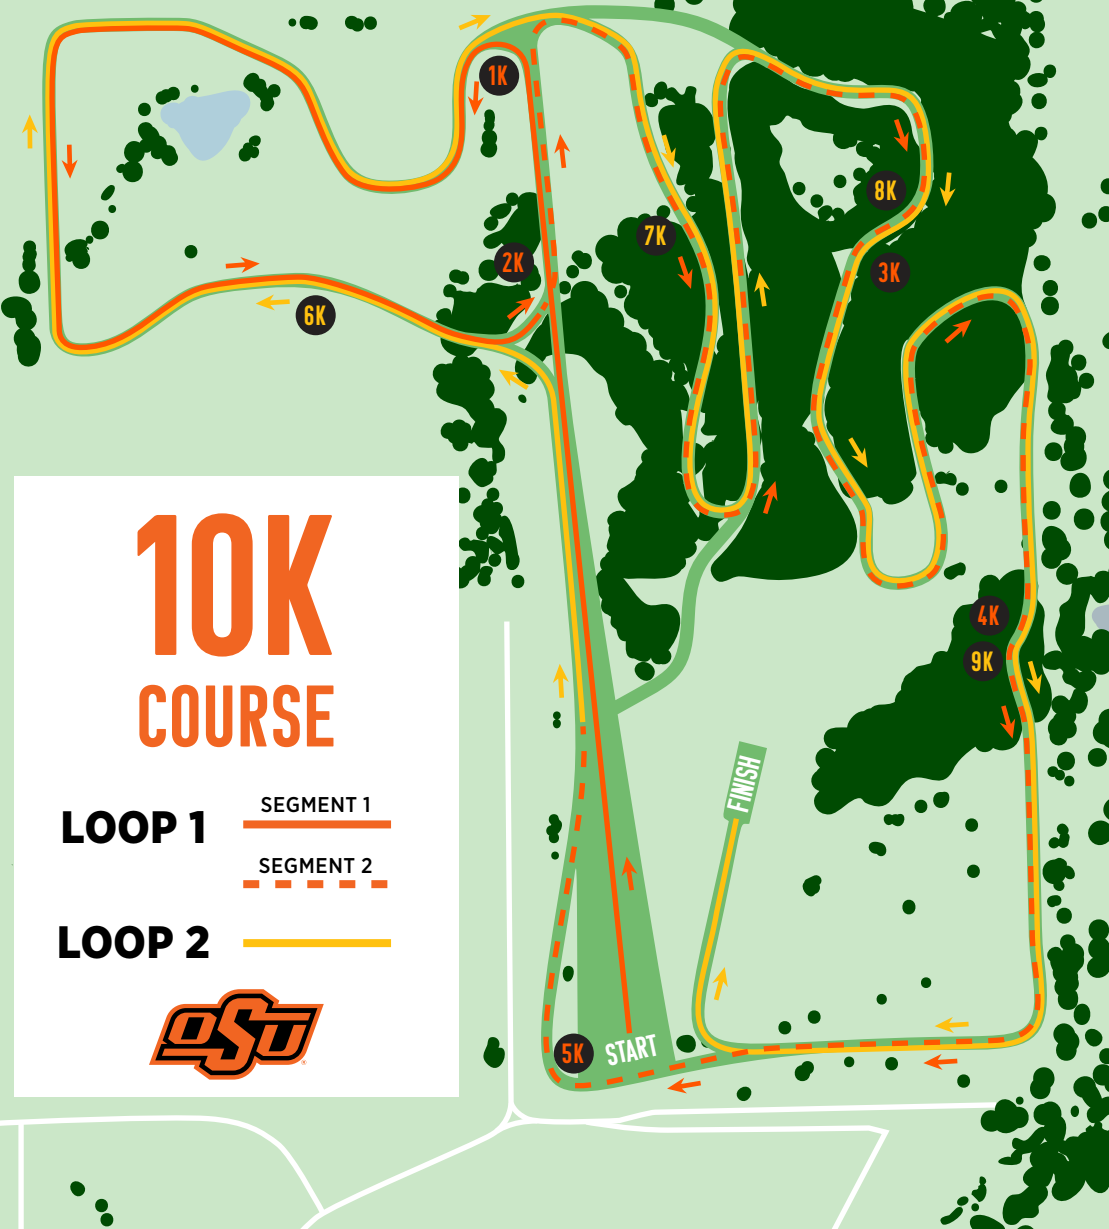 1K
8K
7K
2K
3K
6K
10K
COURSE
4K
9K
FINISH
SEGMENT 1
LOOP 1
SEGMENT 2
LOOP 2
OSU
5K
START